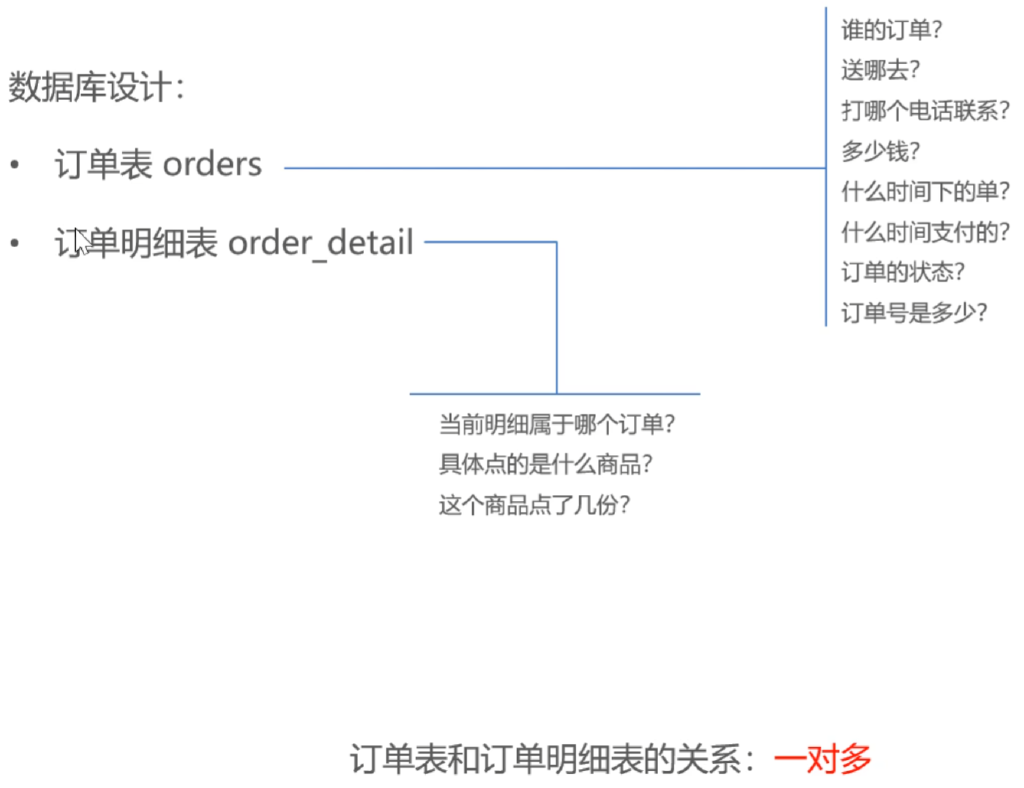 数据库设计：
• 订单表 orders
• 订单明细表 order_detail
谁的订单？
送哪去？
打哪个电话联系？
多少钱？
什么时间下的单？
什么时间支付的？
订单的状态？
订单号是多少？
当前明细属于哪个订单？
具体点的是什么商品？
这个商品点了几份？
订单表和订单明细表的关系：一对多